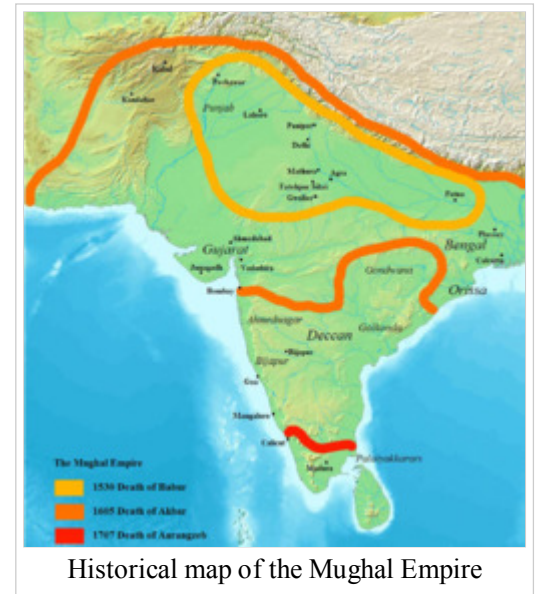 Kabul
Peshawar
Kandahar
Punjab
Lahore
Panipat
Delhi
Mathura
Agra
Fatehpur Sikri
Gwalior
Patna
Plassey
Bengal
Calcutta
Ahmedabad
Gujarat
Junagadh
Vadodara
Gondwana
Orissa
Bombay
Ahmednagar
Golkonda
Deccan
Bijapur
Bijapur
Goa
Mangalore
Calicut
Palaiyakkarars
Madura
The Mughal Empire
1530 Death of Babur
1605 Death of Akbar
1707 Death of Aurangzeb
Historical map of the Mughal Empire